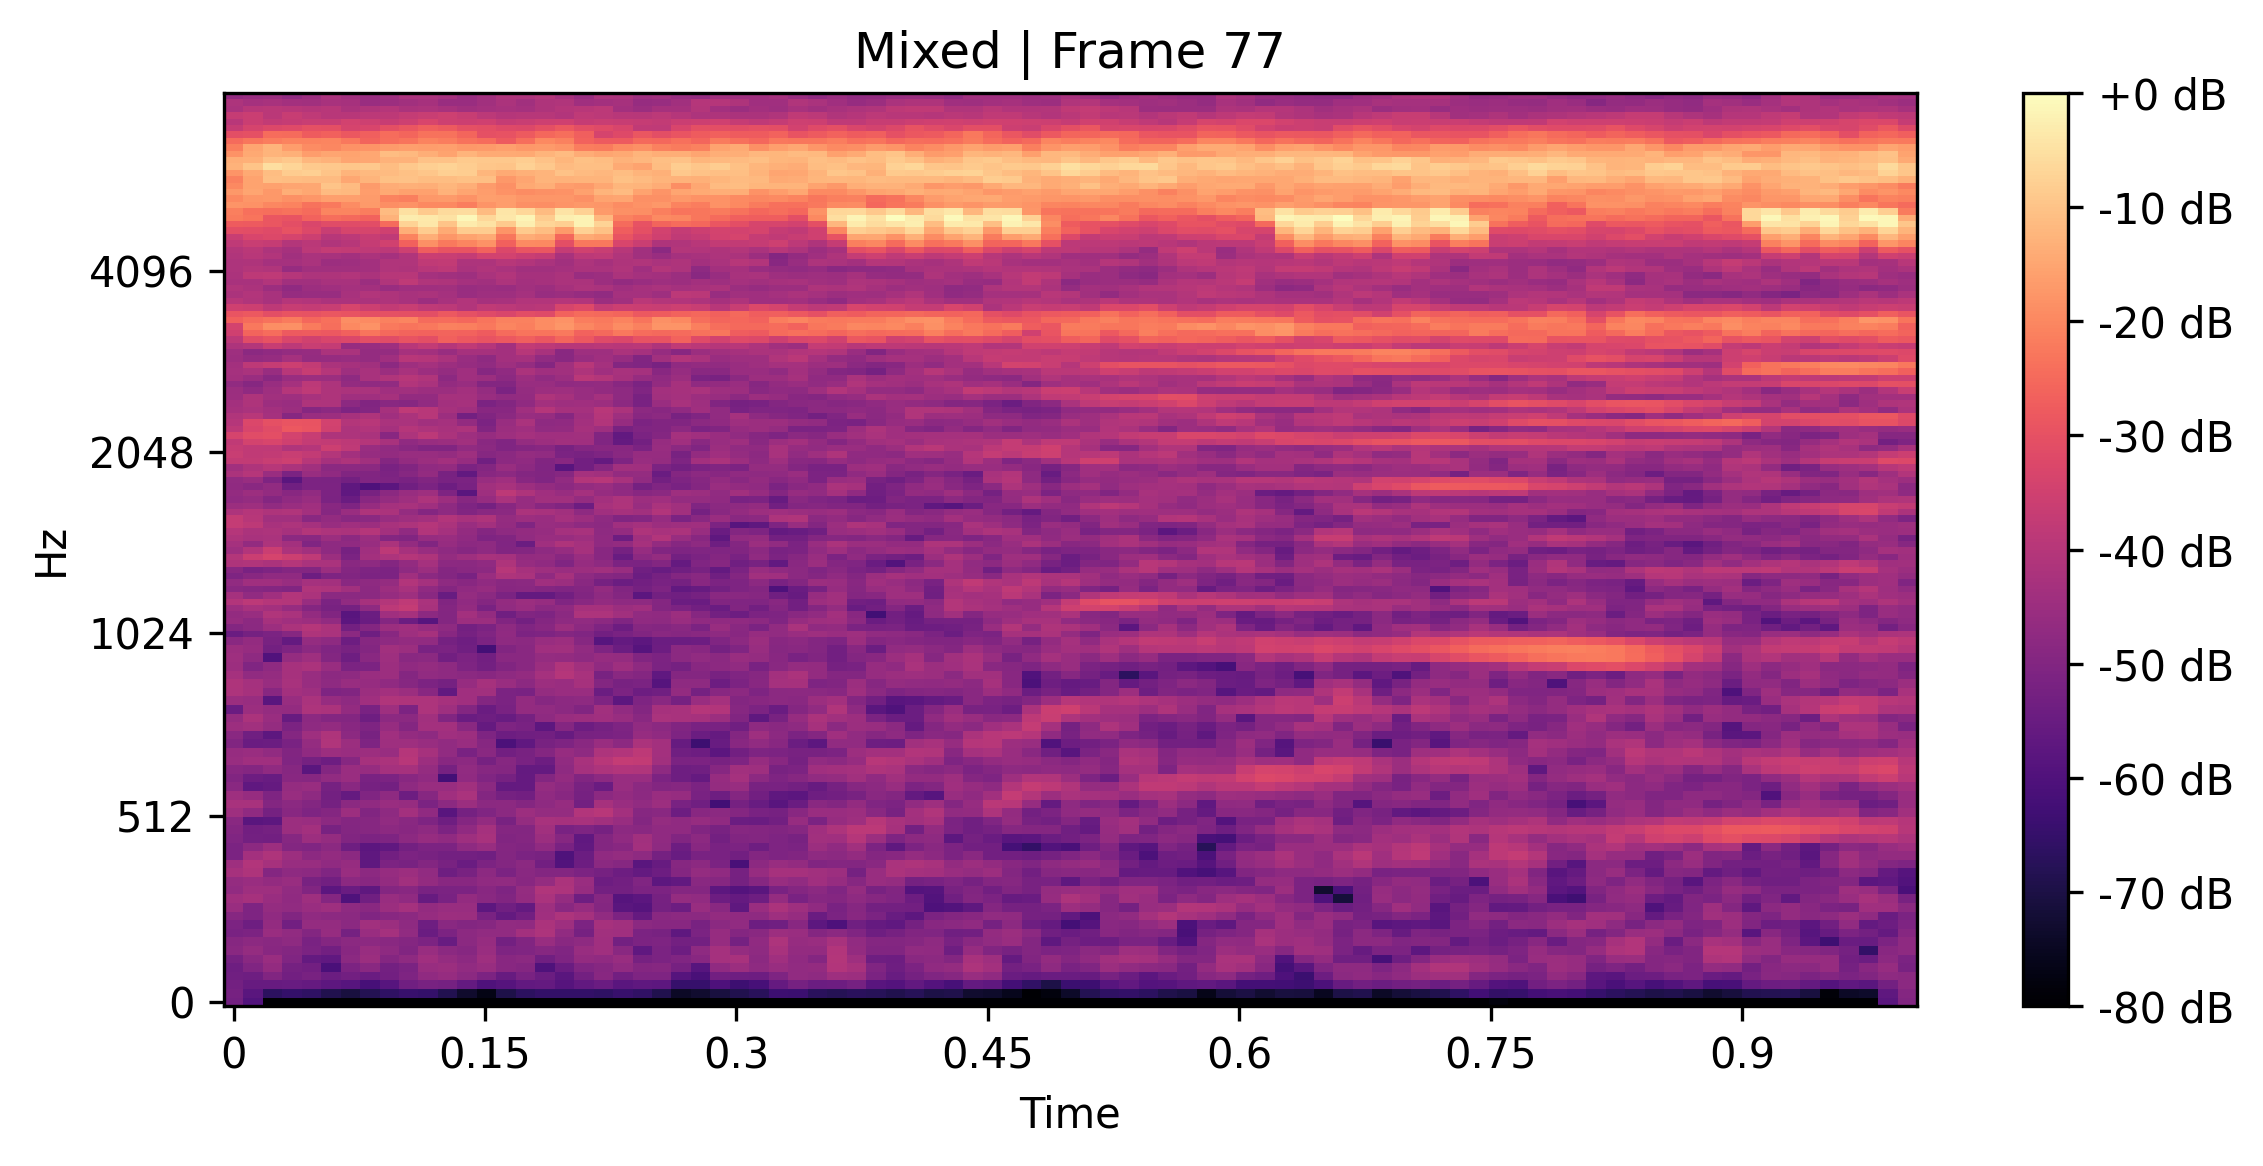 Mixed | Frame 77
+0 dB
-10 dB
-20 dB
-30 dB
-40 dB
-50 dB
-60 dB
-70 dB
-80 dB
Hz
4096
2048
1024
512
0
0 0.15 0.3 0.45 0.6 0.75 0.9
Time